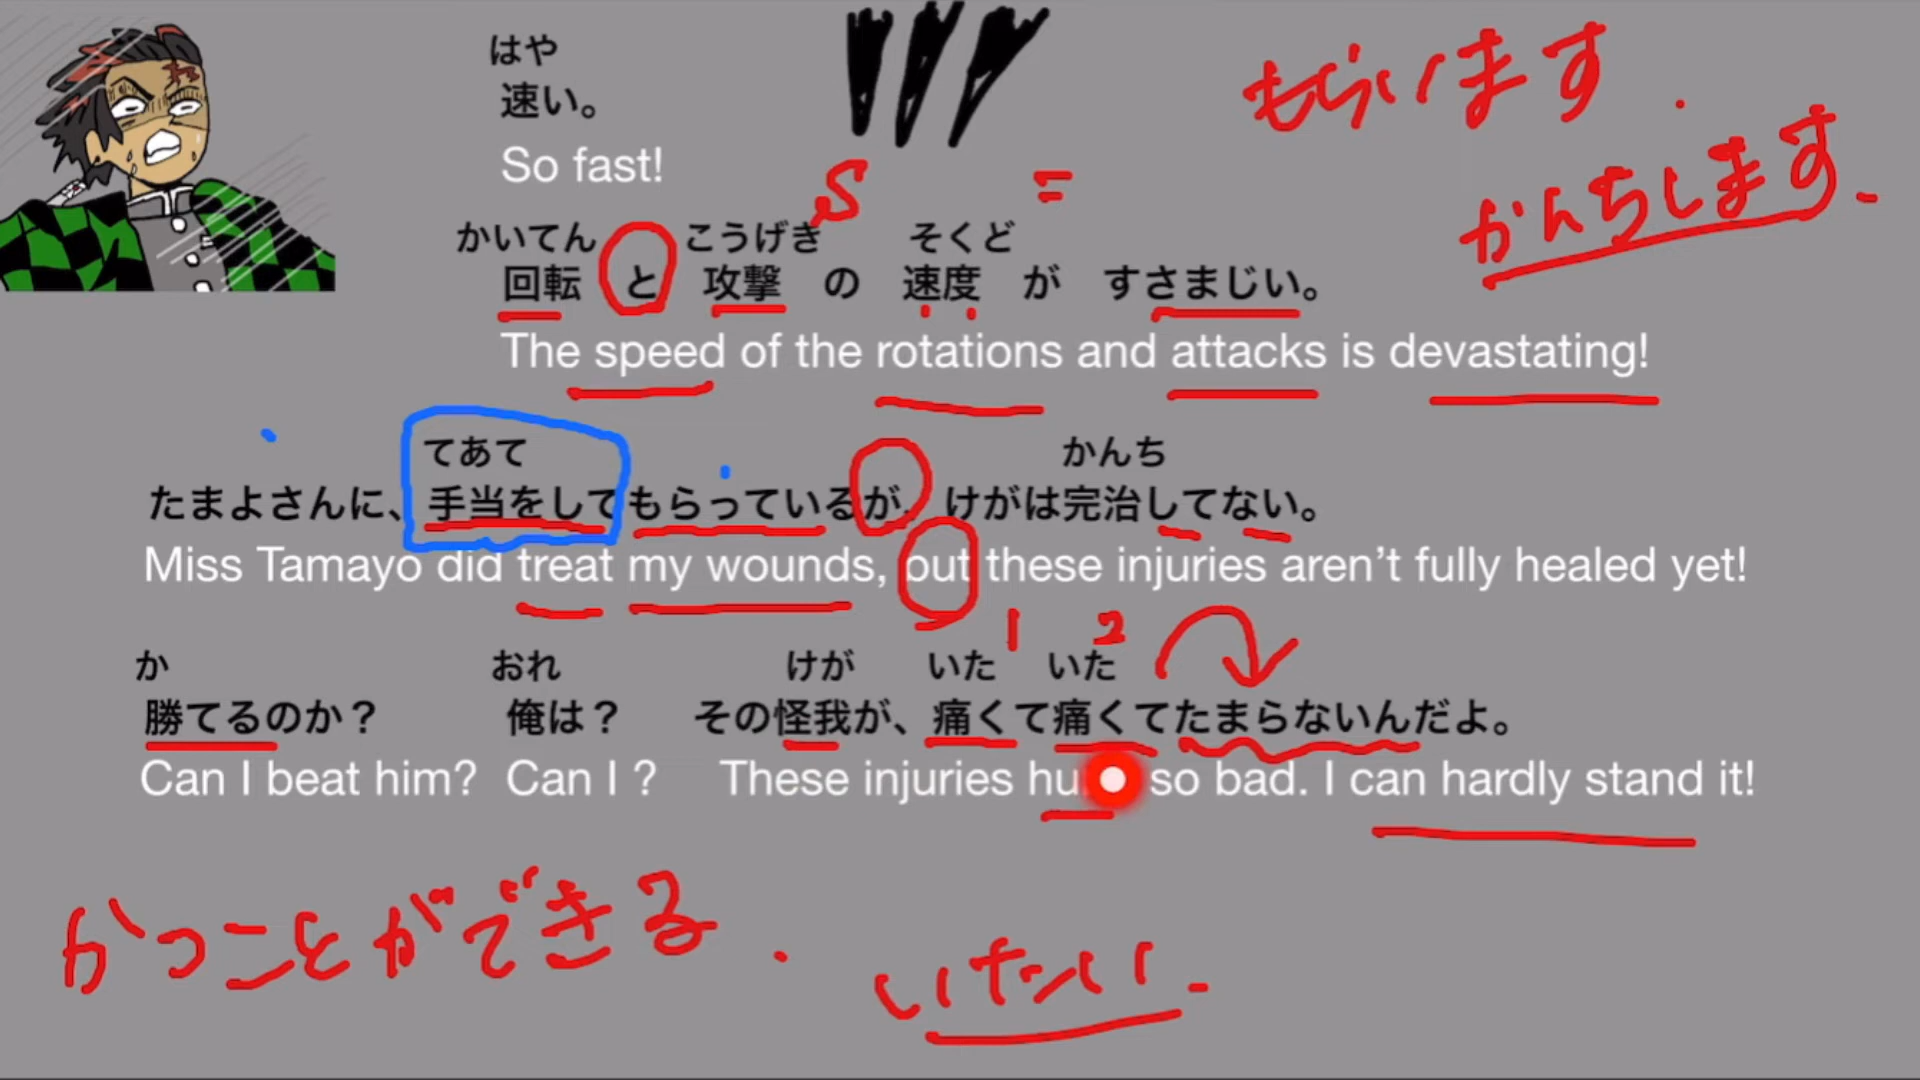 はや
速い。
So fast!
もらいます.
かんちします.
S =
かいてん こうげき そくど
回転 と 攻撃 の 速度 が すさまじい。
The speed of the rotations and attacks is devastating!
てあて かんち
たまよさんに、手当をしてもらっているが、けがは完治してない。
Miss Tamayo did treat my wounds, but these injuries aren't fully healed yet!
1 2
か おれ けが いた いた
勝てるのか？ 俺は？ その怪我が、痛くて痛くてたまらないんだよ。
Can I beat him? Can I ? These injuries so bad. I can hardly stand it!
かつことができる.
いたい.